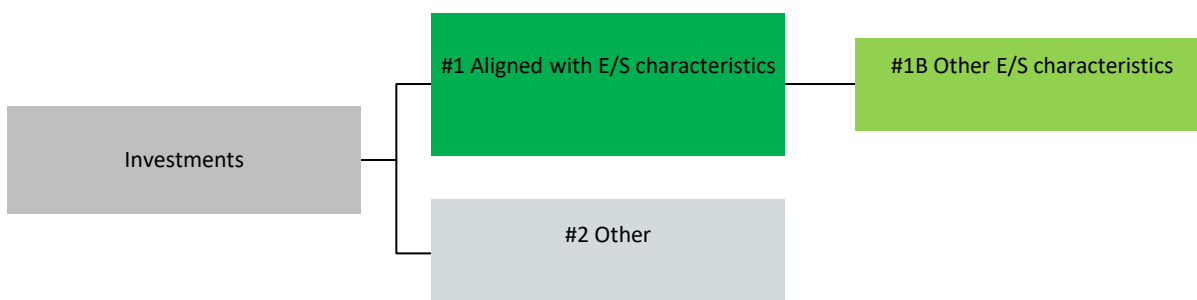 #1 Aligned with E/S characteristics
#1B Other E/S characteristics
Investments
#2 Other